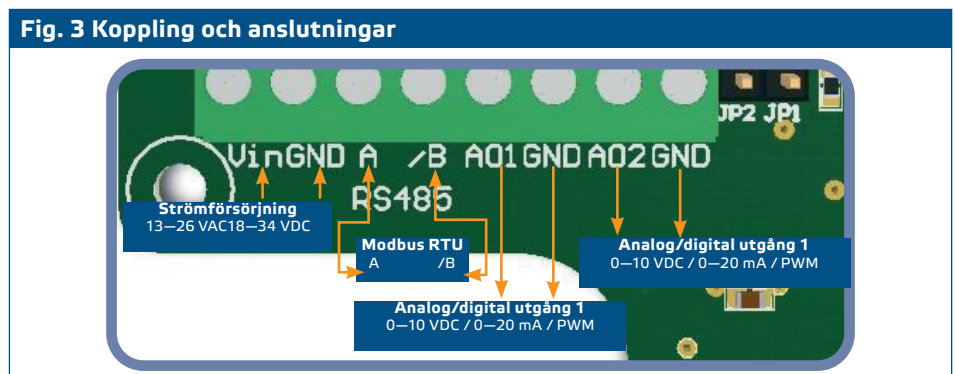 Fig. 3 Koppling och anslutningar
JP2 JP1
Vin GND A /B AO1 GND AO2 GND
RS485
Strömförsörjning
13—26 VAC18—34 VDC
Modbus RTU
A /B
Analog/digital utgång 1
0—10 VDC / 0—20 mA / PWM
Analog/digital utgång 1
0—10 VDC / 0—20 mA / PWM